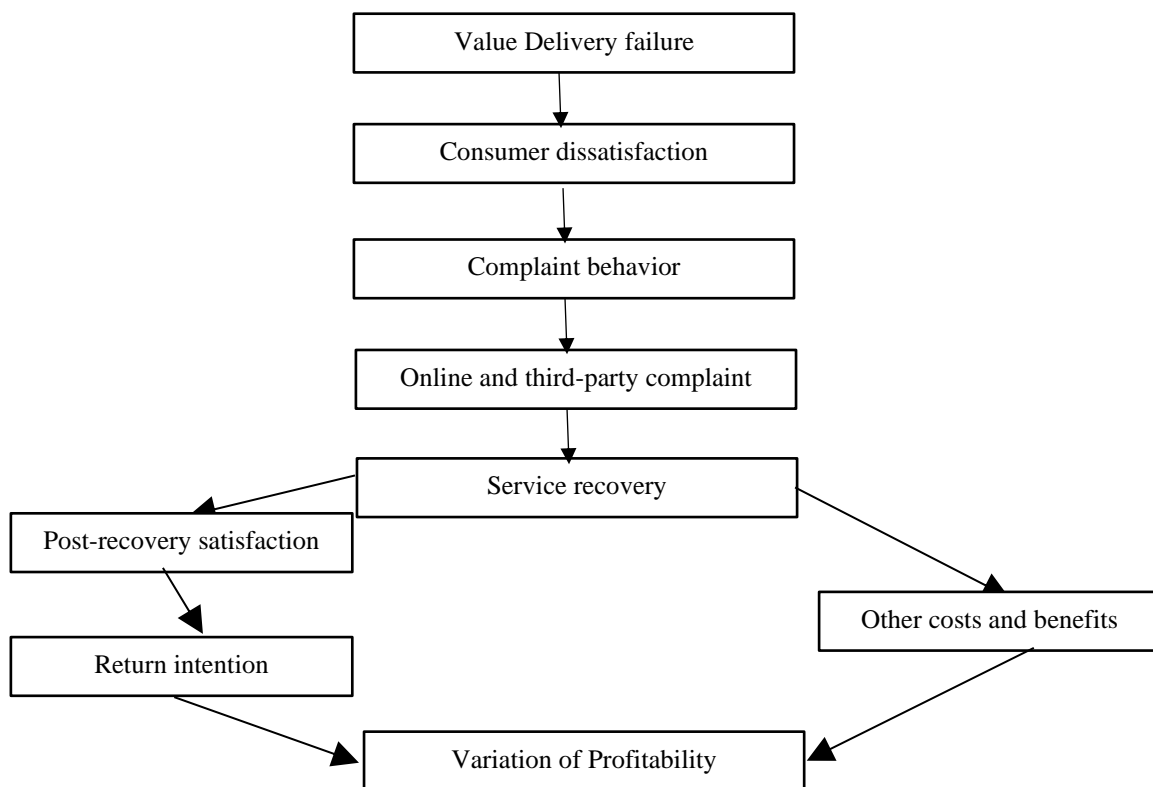 Value Delivery failure
Consumer dissatisfaction
Complaint behavior
Online and third-party complaint
Service recovery
Post-recovery satisfaction
Other costs and benefits
Return intention
Variation of Profitability